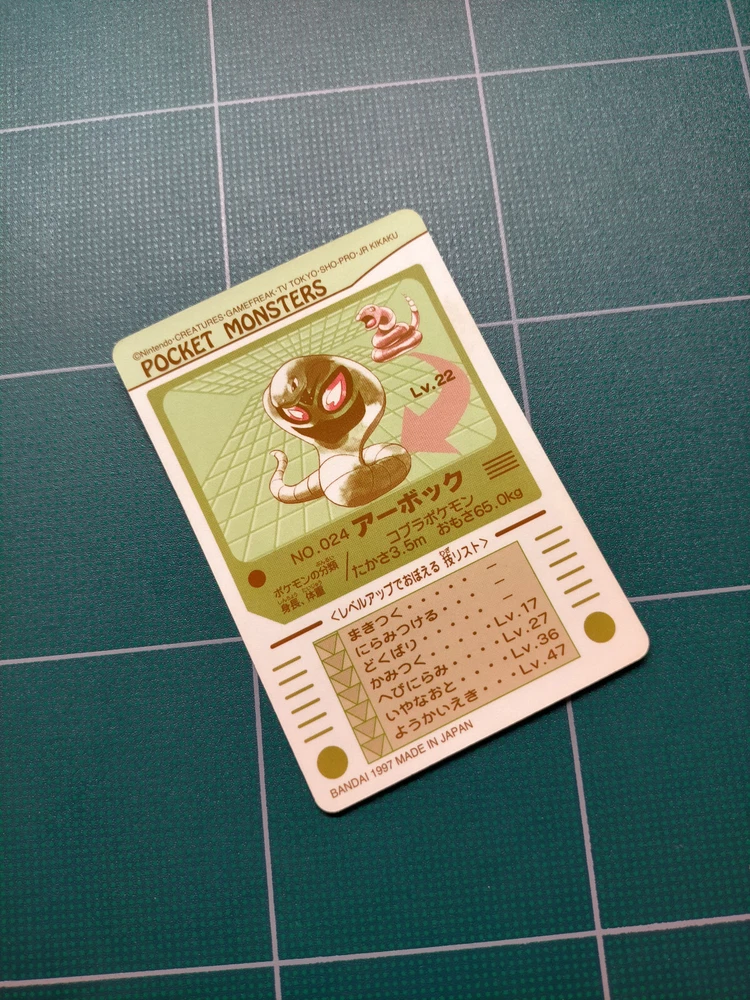 ©Nintendo·CREATURES·GAMEFREAK·TV TOKYO·SHO-PRO·JR KIKAKU
POCKET MONSTERS
Lv.22
NO.024 アーボック
ポケモンの分類 コブラポケモン
身長、体重 / たかさ3.5m おもさ65.0kg
<レベルアップでおぼえる 技リスト>
まきつく・・・・・ －
にらみつける・・・・ －
どくばり・・・・・ －
かみつく・・・・・Lv.17
へびにらみ・・・・Lv.27
いやなおと・・・・Lv.36
ようかいえき・・・Lv.47
BANDAI 1997 MADE IN JAPAN